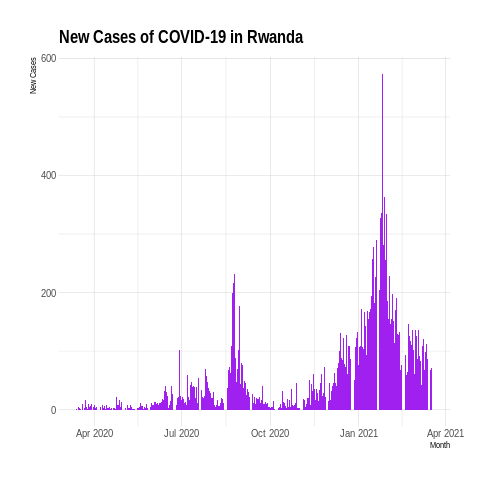 New Cases of COVID-19 in Rwanda
New Cases
600
400
200
0
Apr 2020
Jul 2020
Oct 2020
Jan 2021
Apr 2021
Month